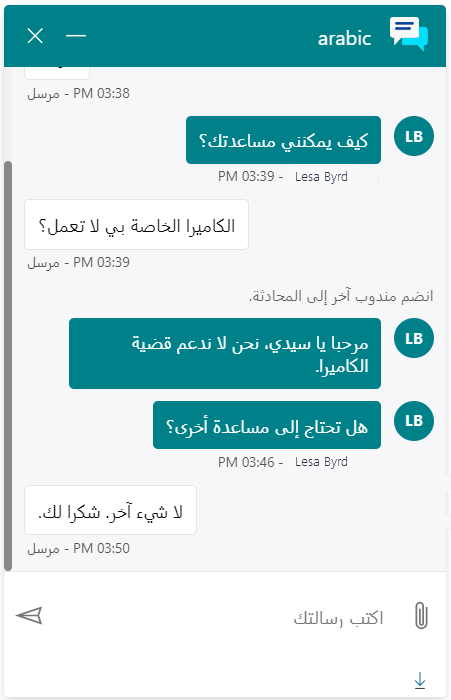 arabic
03:38 PM - مرسل
LB
كيف يمكنني مساعدتك؟
Lesa Byrd - 03:39 PM
الكاميرا الخاصة بي لا تعمل؟
03:39 PM - مرسل
انضم مندوب آخر إلى المحادثة.
LB
مرحبا يا سيدي، نحن لا ندعم قضية
الكاميرا.
LB
هل تحتاج إلى مساعدة أخرى؟
Lesa Byrd - 03:46 PM
لا شيء آخر. شكرا لك.
03:50 PM - مرسل
اكتب رسالتك